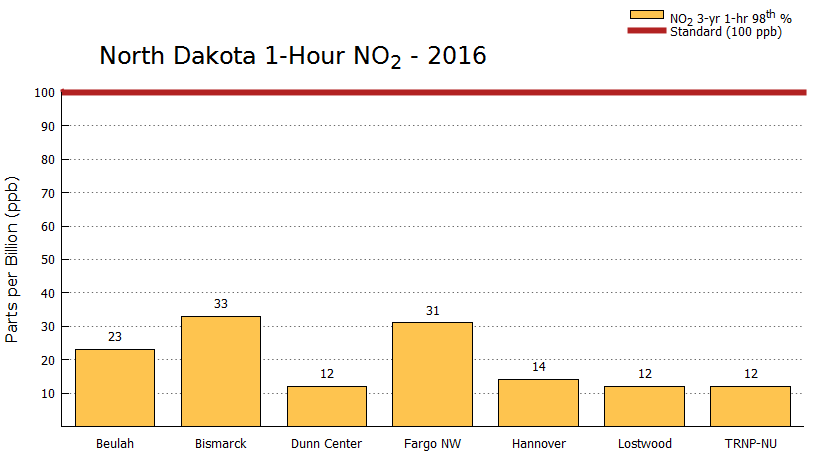 NO2 3-yr 1-hr 98th %
Standard (100 ppb)
North Dakota 1-Hour NO2 - 2016
Parts per Billion (ppb)
100
90
80
70
60
50
40
30
20
10
23
33
12
31
14
12
12
Beulah
Bismarck
Dunn Center
Fargo NW
Hannover
Lostwood
TRNP-NU